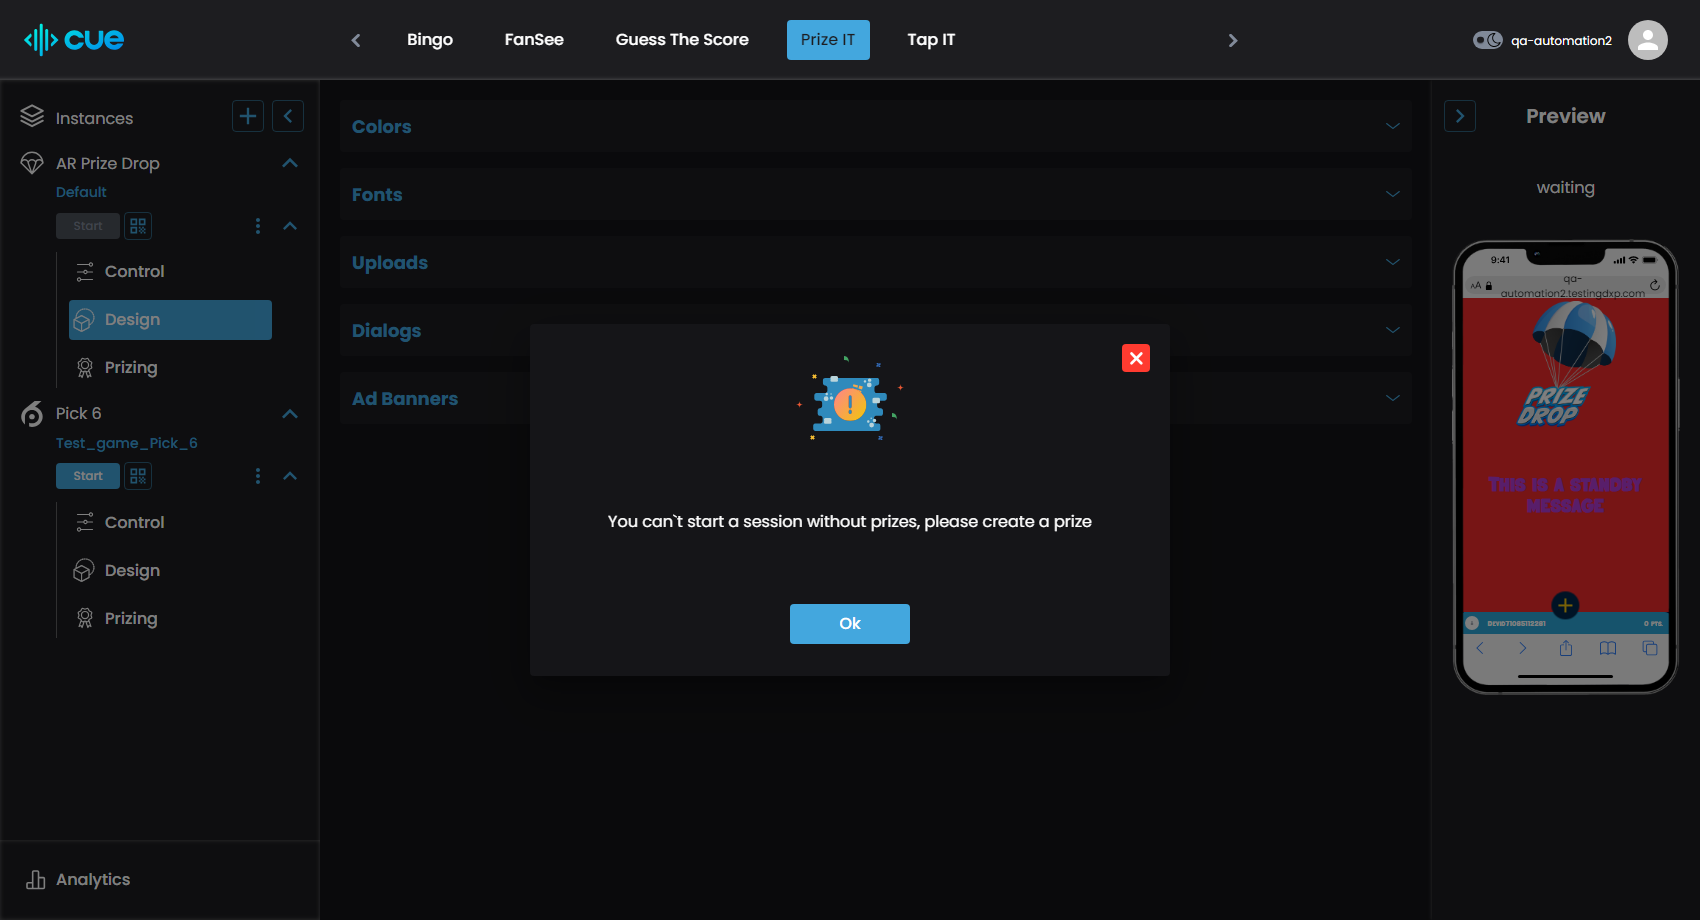 cue
Bingo
FanSee
Guess The Score
Prize IT
Tap IT
qa-automation2
Instances
AR Prize Drop
Default
Start
Control
Design
Prizing
Pick 6
Test_game_Pick_6
Start
Control
Design
Prizing
Analytics
Colors
Fonts
Uploads
Dialogs
Ad Banners
You can`t start a session without prizes, please create a prize
Ok
Preview
waiting
9:41
AA
qa-
automation2.testingdxp.com
PRIZE
DROP
THIS IS A STANDBY
MESSAGE
0 PTS.